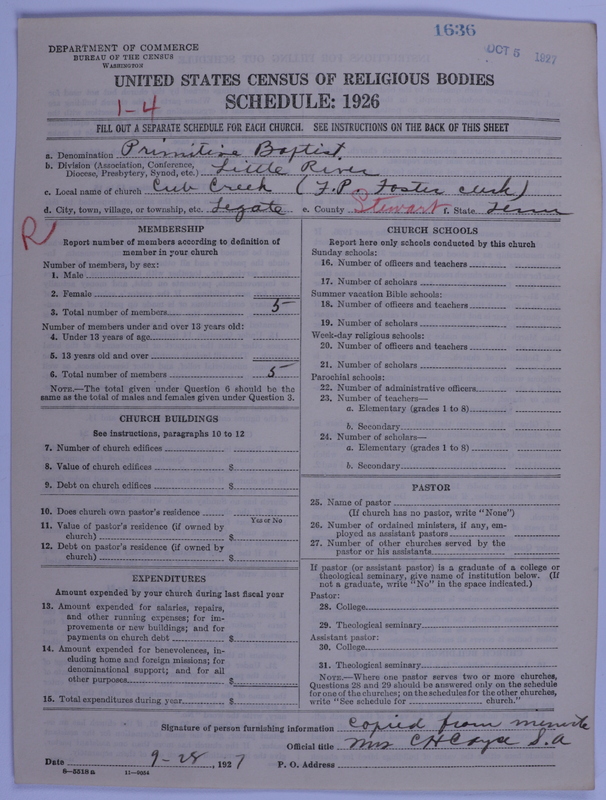 1636
OCT 5 1927
DEPARTMENT OF COMMERCE
BUREAU OF THE CENSUS
WASHINGTON
UNITED STATES CENSUS OF RELIGIOUS BODIES
1-4
SCHEDULE: 1926
FILL OUT A SEPARATE SCHEDULE FOR EACH CHURCH. SEE INSTRUCTIONS ON THE BACK OF THIS SHEET
a. Denomination Primitive Baptist
b. Division (Association, Conference, Diocese, Presbytery, Synod, etc.) Little River
c. Local name of church Cub Creek (J.P. Foster clerk)
d. City, town, village, or township, etc. Legate e. County Stewart f. State Tenn
R
MEMBERSHIP
Report number of members according to definition of
member in your church
Number of members, by sex:
1. Male
2. Female
3. Total number of members 5
Number of members under and over 13 years old:
4. Under 13 years of age
5. 13 years old and over
6. Total number of members 5
NOTE.—The total given under Question 6 should be the
same as the total of males and females given under Question 3.
CHURCH BUILDINGS
See instructions, paragraphs 10 to 12
7. Number of church edifices
8. Value of church edifices $
9. Debt on church edifices $
10. Does church own pastor's residence
Yes or No
11. Value of pastor's residence (if owned by
church) $
12. Debt on pastor's residence (if owned by
church) $
EXPENDITURES
Amount expended by your church during last fiscal year
13. Amount expended for salaries, repairs,
and other running expenses; for im-
provements or new buildings; and for
payments on church debt $
14. Amount expended for benevolences, in-
cluding home and foreign missions; for
denominational support; and for all
other purposes $
15. Total expenditures during year $
CHURCH SCHOOLS
Report here only schools conducted by this church
Sunday schools:
16. Number of officers and teachers
17. Number of scholars
Summer vacation Bible schools:
18. Number of officers and teachers
19. Number of scholars
Week-day religious schools:
20. Number of officers and teachers
21. Number of scholars
Parochial schools:
22. Number of administrative officers
23. Number of teachers—
a. Elementary (grades 1 to 8)
b. Secondary
24. Number of scholars—
a. Elementary (grades 1 to 8)
b. Secondary
PASTOR
25. Name of pastor
(If church has no pastor, write "None")
26. Number of ordained ministers, if any, em-
ployed as assistant pastors
27. Number of other churches served by the
pastor or his assistants
If pastor (or assistant pastor) is a graduate of a college or
theological seminary, give name of institution below. (If
not a graduate, write "No" in the space indicated.)
Pastor:
28. College
29. Theological seminary
Assistant pastor:
30. College
31. Theological seminary
NOTE.—Where one pastor serves two or more churches,
Questions 28 and 29 should be answered only on the schedule
for one of the churches; on the schedules for the other churches,
write "See schedule for church."
Signature of person furnishing information copied from minute
Official title Mrs C H Cayce S.A
Date 9-28, 1927 P. O. Address
8-5518a 11-9054